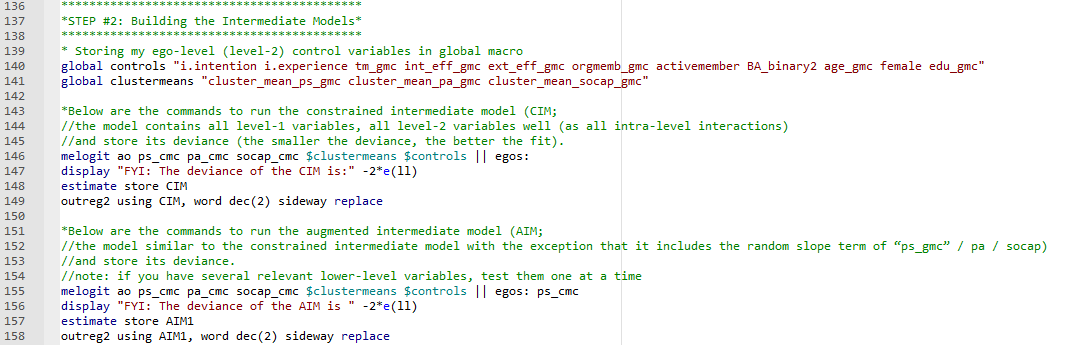 136 *******************************************
137 *STEP #2: Building the Intermediate Models*
138 *******************************************
139 * Storing my ego-level (level-2) control variables in global macro
140 global controls "i.intention i.experience tm_gmc int_eff_gmc ext_eff_gmc orgmemb_gmc activemember BA_binary2 age_gmc female edu_gmc"
141 global clustermeans "cluster_mean_ps_gmc cluster_mean_pa_gmc cluster_mean_socap_gmc"
142
143 *Below are the commands to run the constrained intermediate model (CIM;
144 //the model contains all level-1 variables, all level-2 variables well (as all intra-level interactions)
145 //and store its deviance (the smaller the deviance, the better the fit).
146 melogit ao ps_cmc pa_cmc socap_cmc $clustermeans $controls || egos:
147 display "FYI: The deviance of the CIM is:" -2*e(ll)
148 estimate store CIM
149 outreg2 using CIM, word dec(2) sideway replace
150
151 *Below are the commands to run the augmented intermediate model (AIM;
152 //the model similar to the constrained intermediate model with the exception that it includes the random slope term of “ps_gmc” / pa / socap)
153 //and store its deviance.
154 //note: if you have several relevant lower-level variables, test them one at a time
155 melogit ao ps_cmc pa_cmc socap_cmc $clustermeans $controls || egos: ps_cmc
156 display "FYI: The deviance of the AIM is " -2*e(ll)
157 estimate store AIM1
158 outreg2 using AIM1, word dec(2) sideway replace